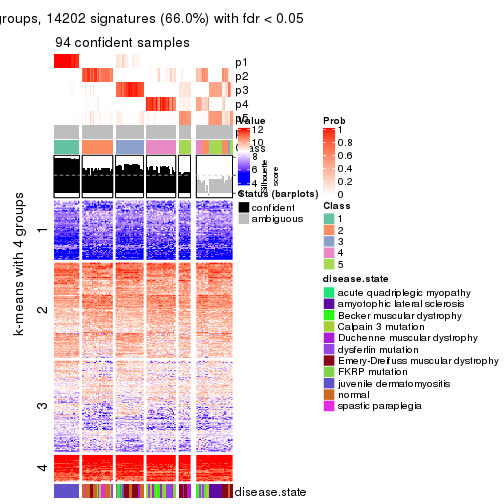 groups, 14202 signatures (66.0%) with fdr < 0.05
94 confident samples
p1
p2
p3
p4
p5
Class
Silhouette
score
k-means with 4 groups
1
2
3
4
disease.state
Value
12
10
8
6
4
Status (barplots)
confident
ambiguous
Prob
1
0.8
0.6
0.4
0.2
0
Class
1
2
3
4
5
disease.state
acute quadriplegic myopathy
amyotophic lateral sclerosis
Becker muscular dystrophy
Calpain 3 mutation
Duchenne muscular dystrophy
dysferlin mutation
Emery-Dreifuss muscular dystrophy
FKRP mutation
juvenile dermatomyositis
normal
spastic paraplegia